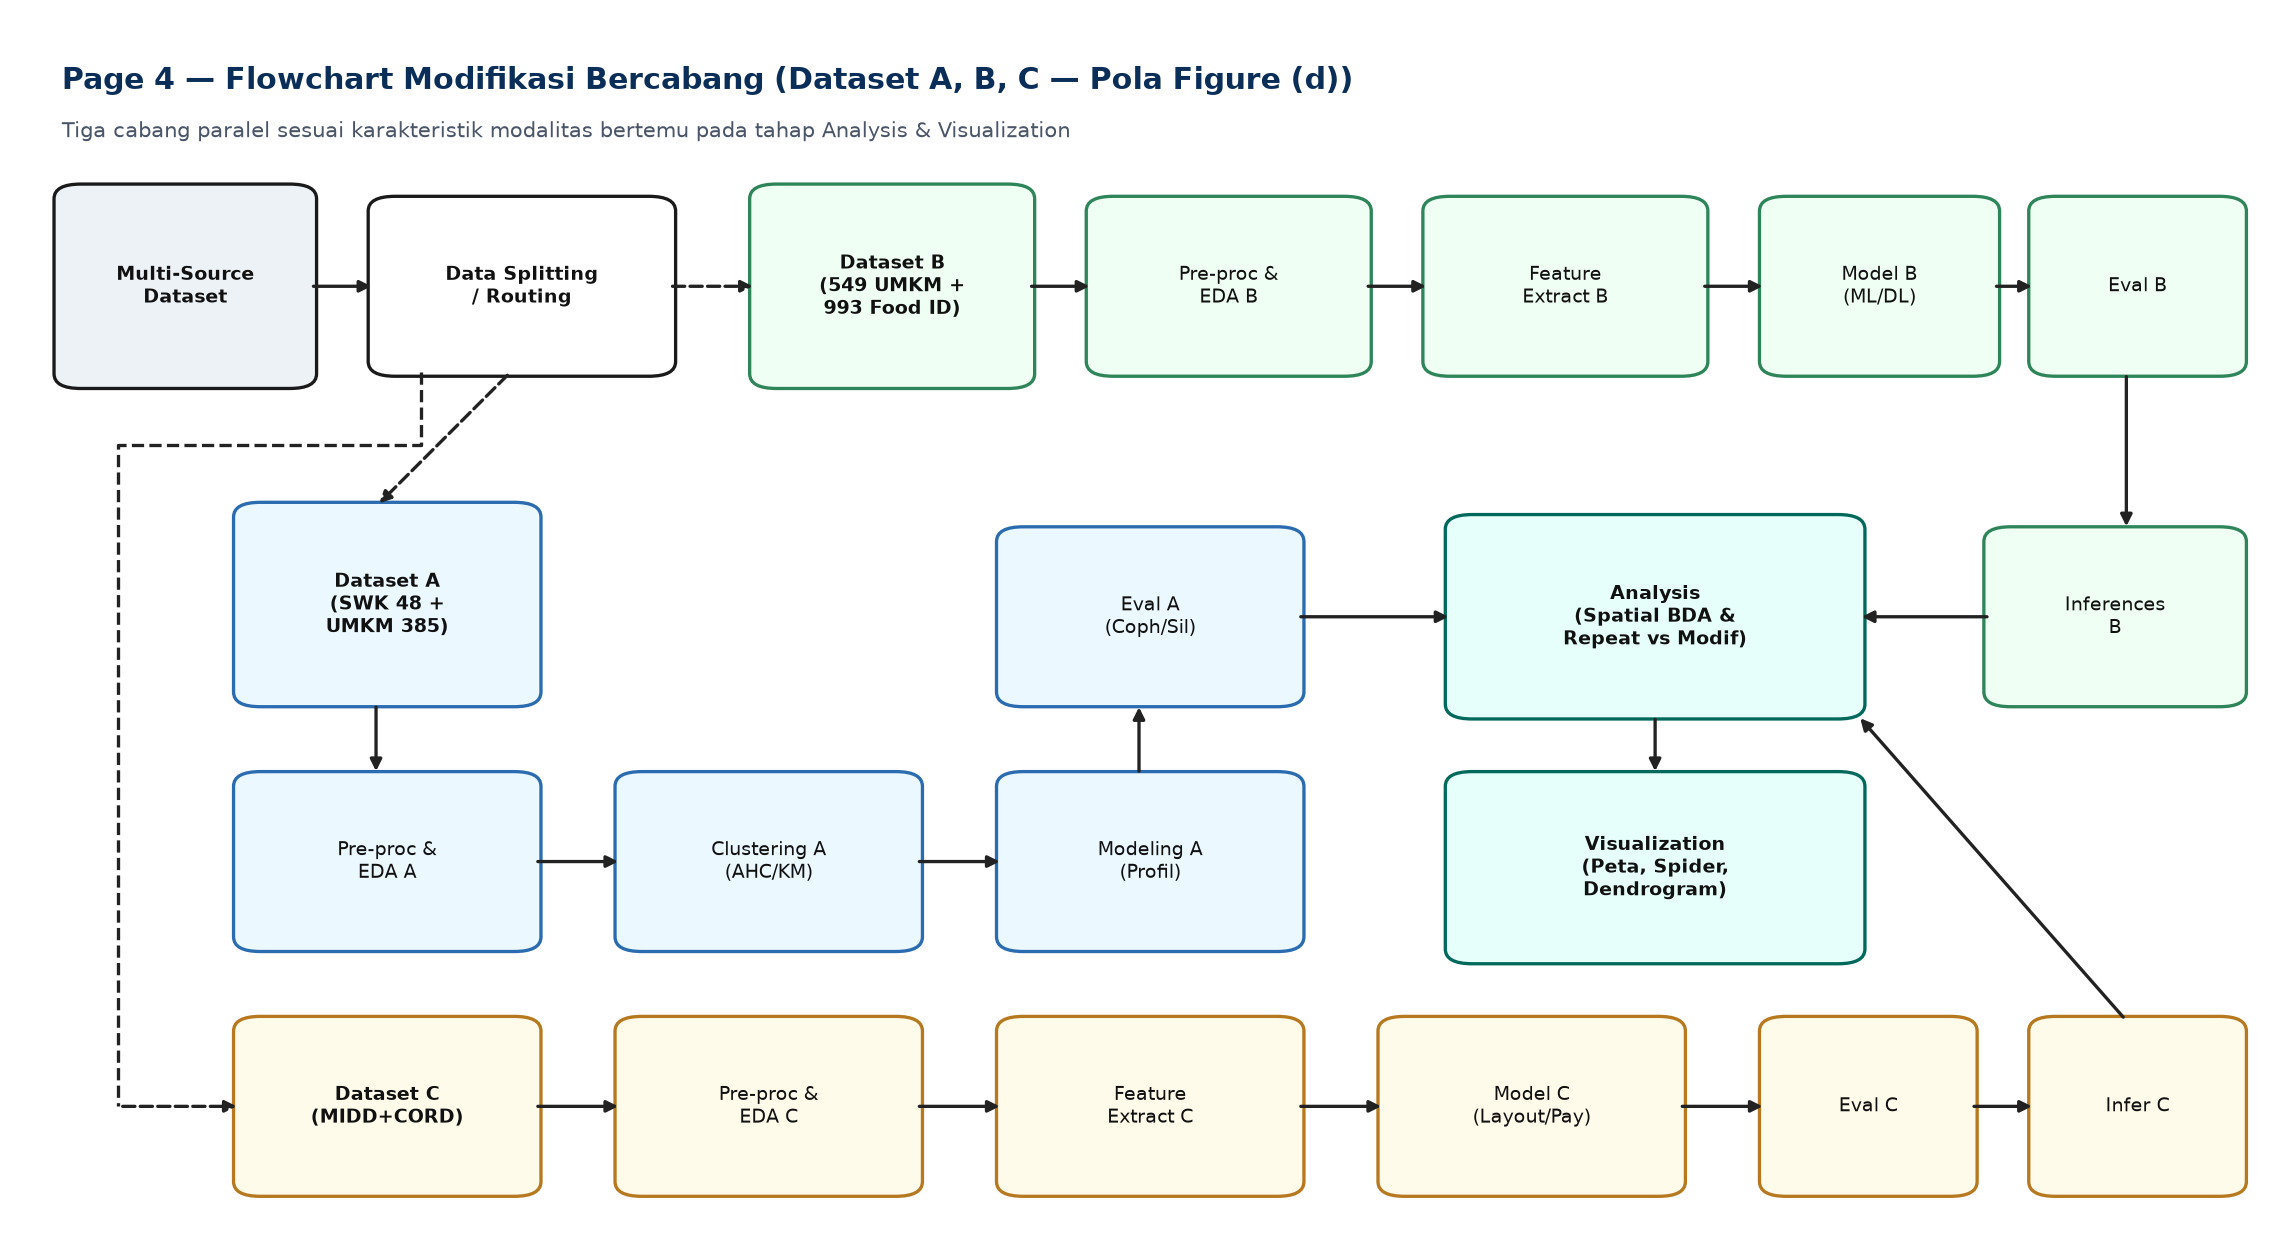 Page 4 — Flowchart Modifikasi Bercabang (Dataset A, B, C — Pola Figure (d))
Tiga cabang paralel sesuai karakteristik modalitas bertemu pada tahap Analysis & Visualization
Multi-Source
Dataset
Data Splitting
/ Routing
Dataset B
(549 UMKM +
993 Food ID)
Pre-proc &
EDA B
Feature
Extract B
Model B
(ML/DL)
Eval B
Dataset A
(SWK 48 +
UMKM 385)
Eval A
(Coph/Sil)
Analysis
(Spatial BDA &
Repeat vs Modif)
Inferences
B
Pre-proc &
EDA A
Clustering A
(AHC/KM)
Modeling A
(Profil)
Visualization
(Peta, Spider,
Dendrogram)
Dataset C
(MIDD+CORD)
Pre-proc &
EDA C
Feature
Extract C
Model C
(Layout/Pay)
Eval C
Infer C